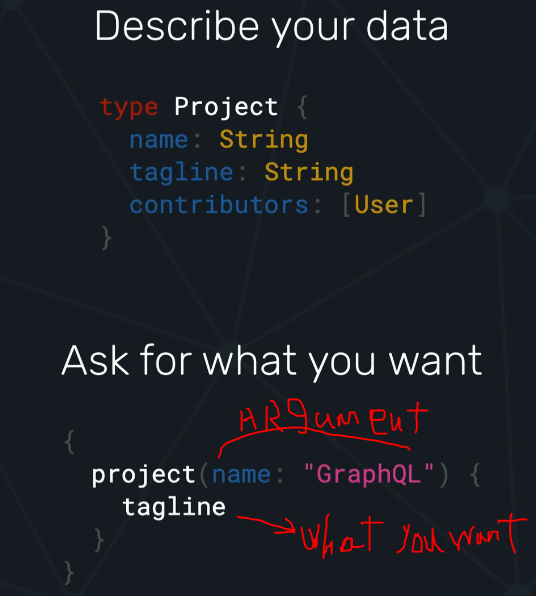 Describe your data
type Project {
name: String
tagline: String
contributors: [User]
}
Ask for what you want
ARgument
{
project(name: "GraphQL") {
tagline
What you want
}
}